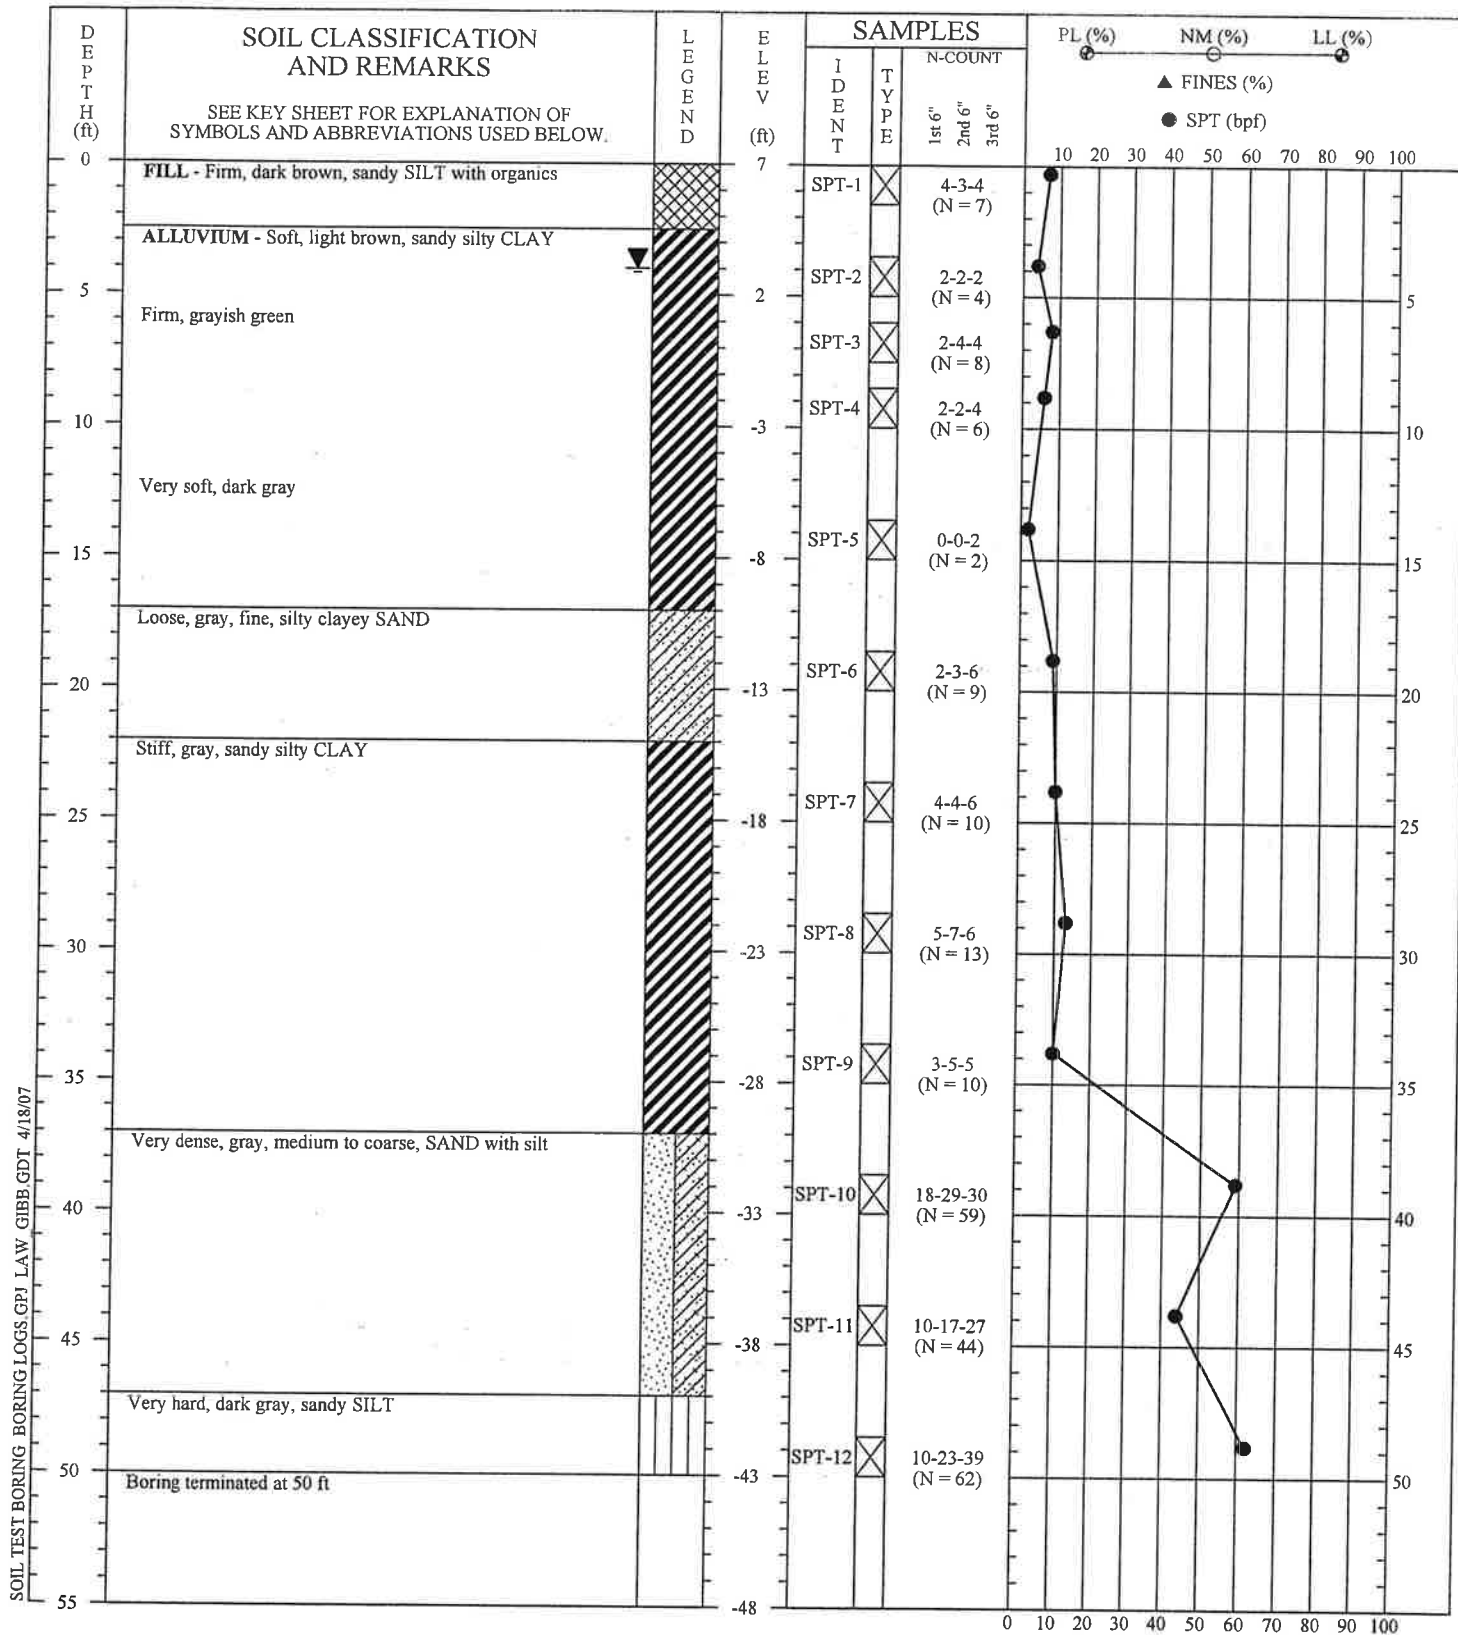 DEPTH (ft)
SOIL CLASSIFICATION
AND REMARKS
SEE KEY SHEET FOR EXPLANATION OF
SYMBOLS AND ABBREVIATIONS USED BELOW.
LEGEND
ELEV (ft)
SAMPLES
IDENT
TYPE
N-COUNT
1st 6"
2nd 6"
3rd 6"
PL (%) NM (%) LL (%)
▲ FINES (%)
● SPT (bpf)
10 20 30 40 50 60 70 80 90 100
0
7
FILL - Firm, dark brown, sandy SILT with organics
SPT-1 4-3-4
(N = 7)
ALLUVIUM - Soft, light brown, sandy silty CLAY
SPT-2 2-2-2
(N = 4)
5
2
5
Firm, grayish green
SPT-3 2-4-4
(N = 8)
SPT-4 2-2-4
(N = 6)
10
-3
10
Very soft, dark gray
SPT-5 0-0-2
(N = 2)
15
-8
15
Loose, gray, fine, silty clayey SAND
SPT-6 2-3-6
(N = 9)
20
-13
20
Stiff, gray, sandy silty CLAY
SPT-7 4-4-6
(N = 10)
25
-18
25
SPT-8 5-7-6
(N = 13)
30
-23
30
SPT-9 3-5-5
(N = 10)
35
-28
35
Very dense, gray, medium to coarse, SAND with silt
SPT-10 18-29-30
(N = 59)
40
-33
40
SPT-11 10-17-27
(N = 44)
45
-38
45
Very hard, dark gray, sandy SILT
SPT-12 10-23-39
(N = 62)
50
-43
50
Boring terminated at 50 ft
55
-48
0 10 20 30 40 50 60 70 80 90 100
SOIL TEST BORING BORING LOGS.GPJ LAW_GIBB.GDT 4/18/07